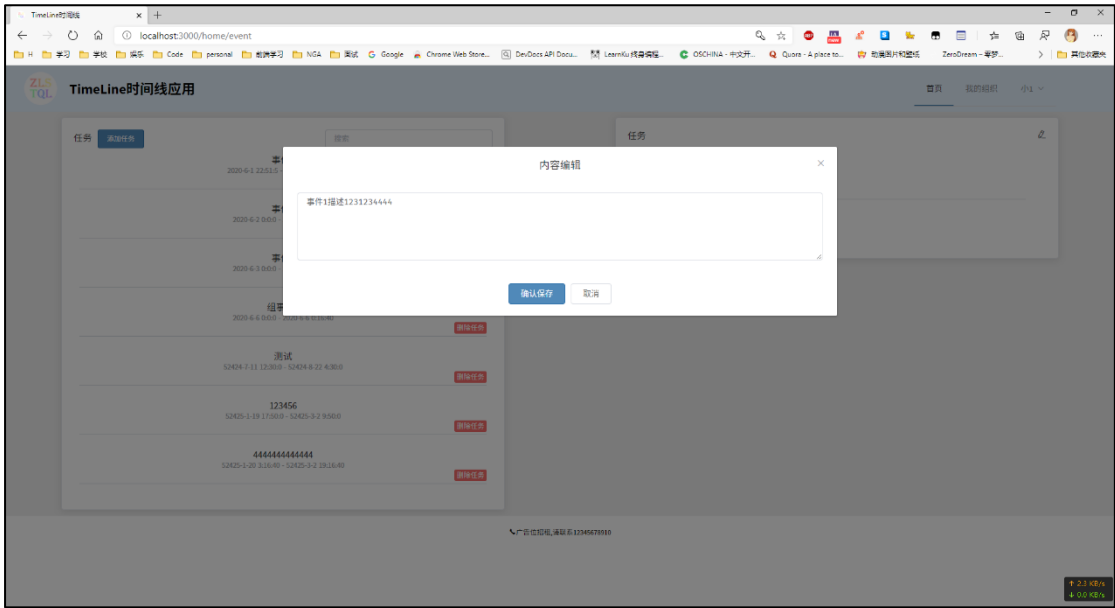 TimeLine时间线
localhost:3000/home/event
H 学习 学校 娱乐 Code personal 前端学习 NGA 面试 G Google Chrome Web Store... DevDocs API Docu... LearnKu 终身编程... OSCHINA - 中文开... Quora - A place to... 动漫图片和壁纸 ZeroDream - 零梦... 其他收藏夹
ZLG
TQL
TimeLine时间线应用
首页 我的组织 小1
任务 添加任务 搜索
任务
2020-6-1 22:51:5 -
2020-6-2 0:0:0 -
2020-6-3 0:0:0 -
内容编辑
事件1描述1231234444
确认保存 取消
2020-6-6 0:0:0 -
删除任务
测试
52424-7-11 13:20:0 - 52424-8-22 4:30:0
删除任务
123456
52425-1-19 17:50:0 - 52425-3-2 9:50:0
删除任务
4444444444444
52425-1-20 3:16:40 - 52425-3-2 19:16:40
删除任务
广告位招租,请联系12345678910
↑ 2.3 KB/s
↓ 0.0 KB/s